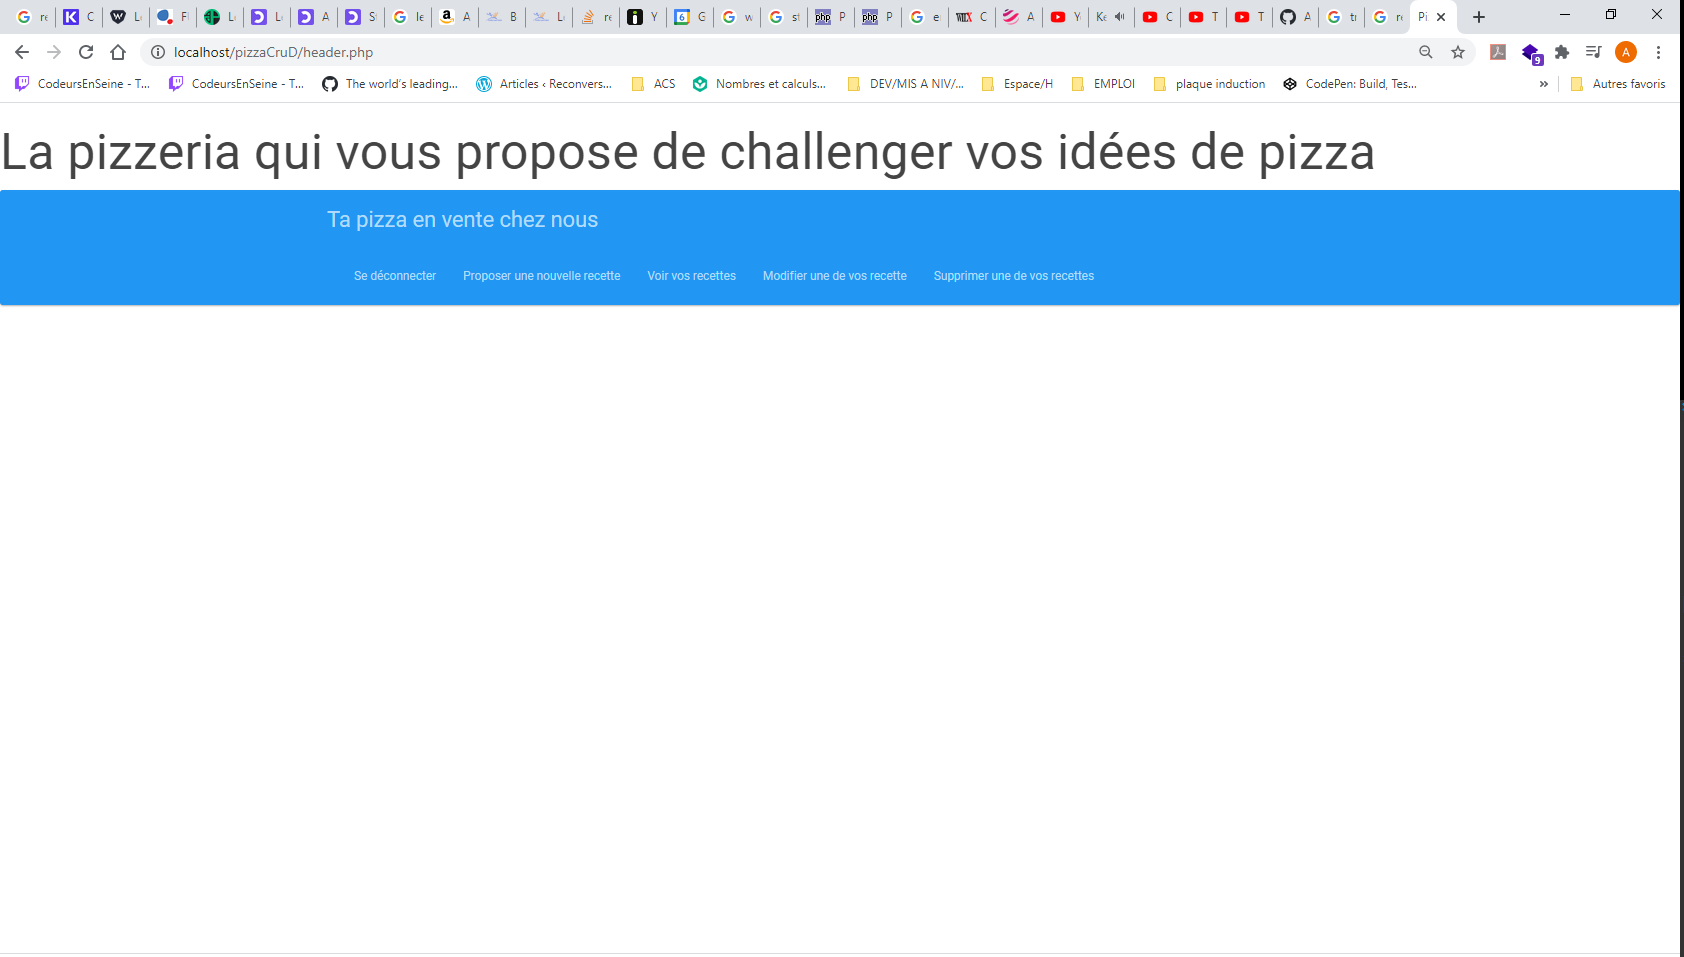 localhost/pizzaCruD/header.php
CodeursEnSeine - T... CodeursEnSeine - T... The world's leading... Articles ‹ Reconvers... ACS Nombres et calculs... DEV/MIS A NIV/... Espace/H EMPLOI plaque induction CodePen: Build, Tes... » Autres favoris
La pizzeria qui vous propose de challenger vos idées de pizza
Ta pizza en vente chez nous
Se déconnecter Proposer une nouvelle recette Voir vos recettes Modifier une de vos recette Supprimer une de vos recettes